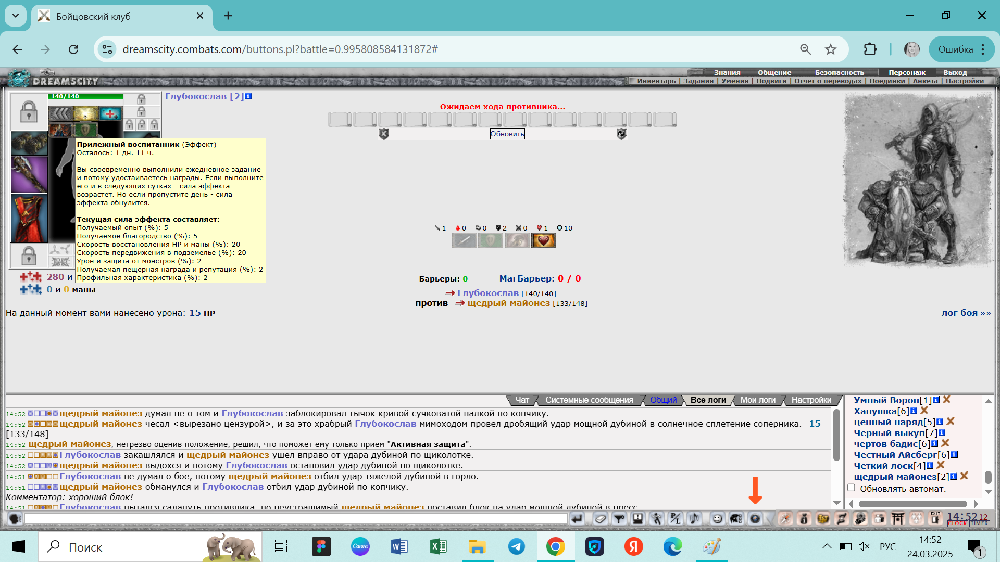 Бойцовский клуб
dreamscity.combats.com/buttons.pl?battle=0.995808584131872#
Ошибка
DREAMSCITY
Знания Общение Безопасность Персонаж Выход
Инвентарь | Задания | Умения | Подвиги | Отчет о переводах | Поединки | Анкета | Настройки
140/140
Глубокослав [2]
Ожидаем хода противника...
Обновить
Прилежный воспитанник (Эффект)
Осталось: 1 дн. 11 ч.
Вы своевременно выполнили ежедневное задание
и потому удостаиваетесь награды. Если выполните
его и в следующих сутках - сила эффекта
возрастет. Но если пропустите день - сила
эффекта обнулится.
Текущая сила эффекта составляет:
Получаемый опыт (%): 5
Получаемое благородство (%): 5
Скорость восстановления HP и маны (%): 20
Скорость передвижения в подземелье (%): 20
Урон и защита от монстров (%): 2
Получаемая пещерная награда и репутация (%): 2
Профильная характеристика (%): 2
280 и
0 и 0 маны
1 0 0 2 0 1 10
Барьеры: 0 МагБарьер: 0 / 0
Глубокослав [140/140]
против щедрый майонез [133/148]
На данный момент вами нанесено урона: 15 HP
лог боя »»
Чат Системные сообщения Общий Все логи Мои логи Настройки
14:52 щедрый майонез думал не о том и Глубокослав заблокировал тычок кривой сучковатой палкой по копчику.
14:52 щедрый майонез чесал <вырезано цензурой>, и за это храбрый Глубокослав мимоходом провел дробящий удар мощной дубиной в солнечное сплетение соперника. -15
[133/148]
14:52 щедрый майонез, нетрезво оценив положение, решил, что поможет ему только прием "Активная защита".
14:52 Глубокослав закашлялся и щедрый майонез ушел вправо от удара дубиной по щиколотке.
14:52 щедрый майонез выдохся и потому Глубокослав остановил удар дубиной по щиколотке.
14:51 Глубокослав не думал о бое, потому щедрый майонез отбил удар тяжелой дубиной в горло.
14:51 щедрый майонез обманулся и Глубокослав отбил удар дубиной по копчику.
Комментатор: хороший блок!
14:51 Глубокослав пытался садануть противника, но неустрашимый щедрый майонез поставил блок на удар мощной дубиной в пресс.
Умный Ворон[1]
Ханушка[6]
ценный наряд[5]
Черный выкуп[7]
чертов бадис[6]
Честный Айсберг[6]
Четкий лоск[4]
щедрый майонез[2]
Обновлять автомат.
P/L
EXIT
14:52 12
CLOCK TIMER
Поиск
Canva
РУС
14:52
24.03.2025
1